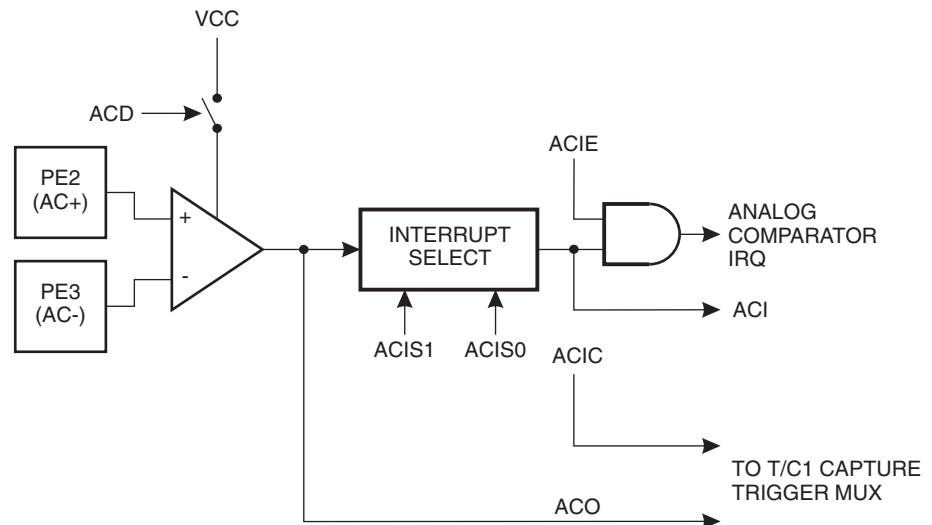 VCC
ACD
PE2
(AC+)
+
PE3
(AC-)
-
INTERRUPT
SELECT
ACIS1
ACIS0
ACIE
ANALOG
COMPARATOR
IRQ
ACI
ACIC
TO T/C1 CAPTURE
TRIGGER MUX
ACO